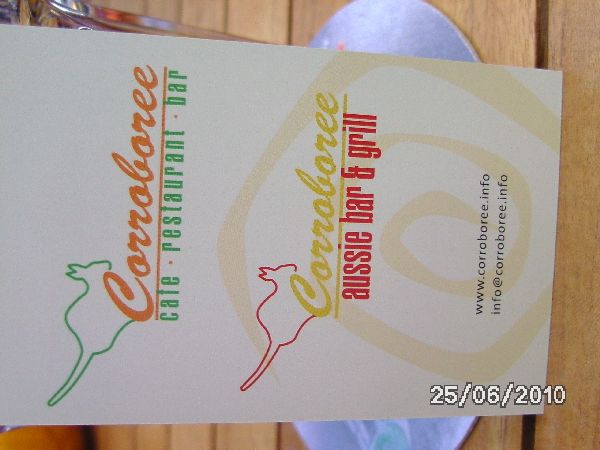 Corroboree
cafe · restaurant · bar
Corroboree
aussie bar & grill
www.corroboree.info
info@corroboree.info
25/06/2010